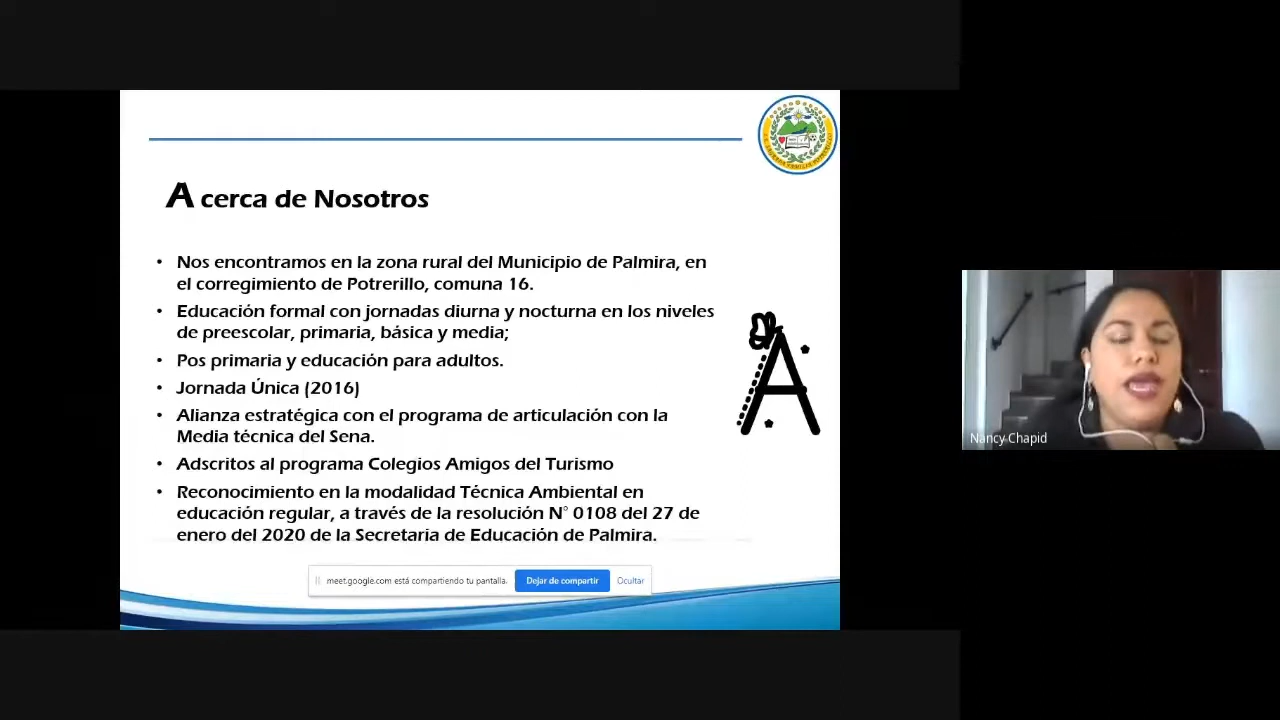 A cerca de Nosotros
• Nos encontramos en la zona rural del Municipio de Palmira, en
el corregimiento de Potrerillo, comuna 16.
• Educación formal con jornadas diurna y nocturna en los niveles
de preescolar, primaria, básica y media;
• Pos primaria y educación para adultos.
• Jornada Única (2016)
• Alianza estratégica con el programa de articulación con la
Media técnica del Sena.
• Adscritos al programa Colegios Amigos del Turismo
• Reconocimiento en la modalidad Técnica Ambiental en
educación regular, a través de la resolución N° 0108 del 27 de
enero del 2020 de la Secretaría de Educación de Palmira.
A
meet.google.com está compartiendo tu pantalla.
Dejar de compartir
Ocultar
Nancy Chapid